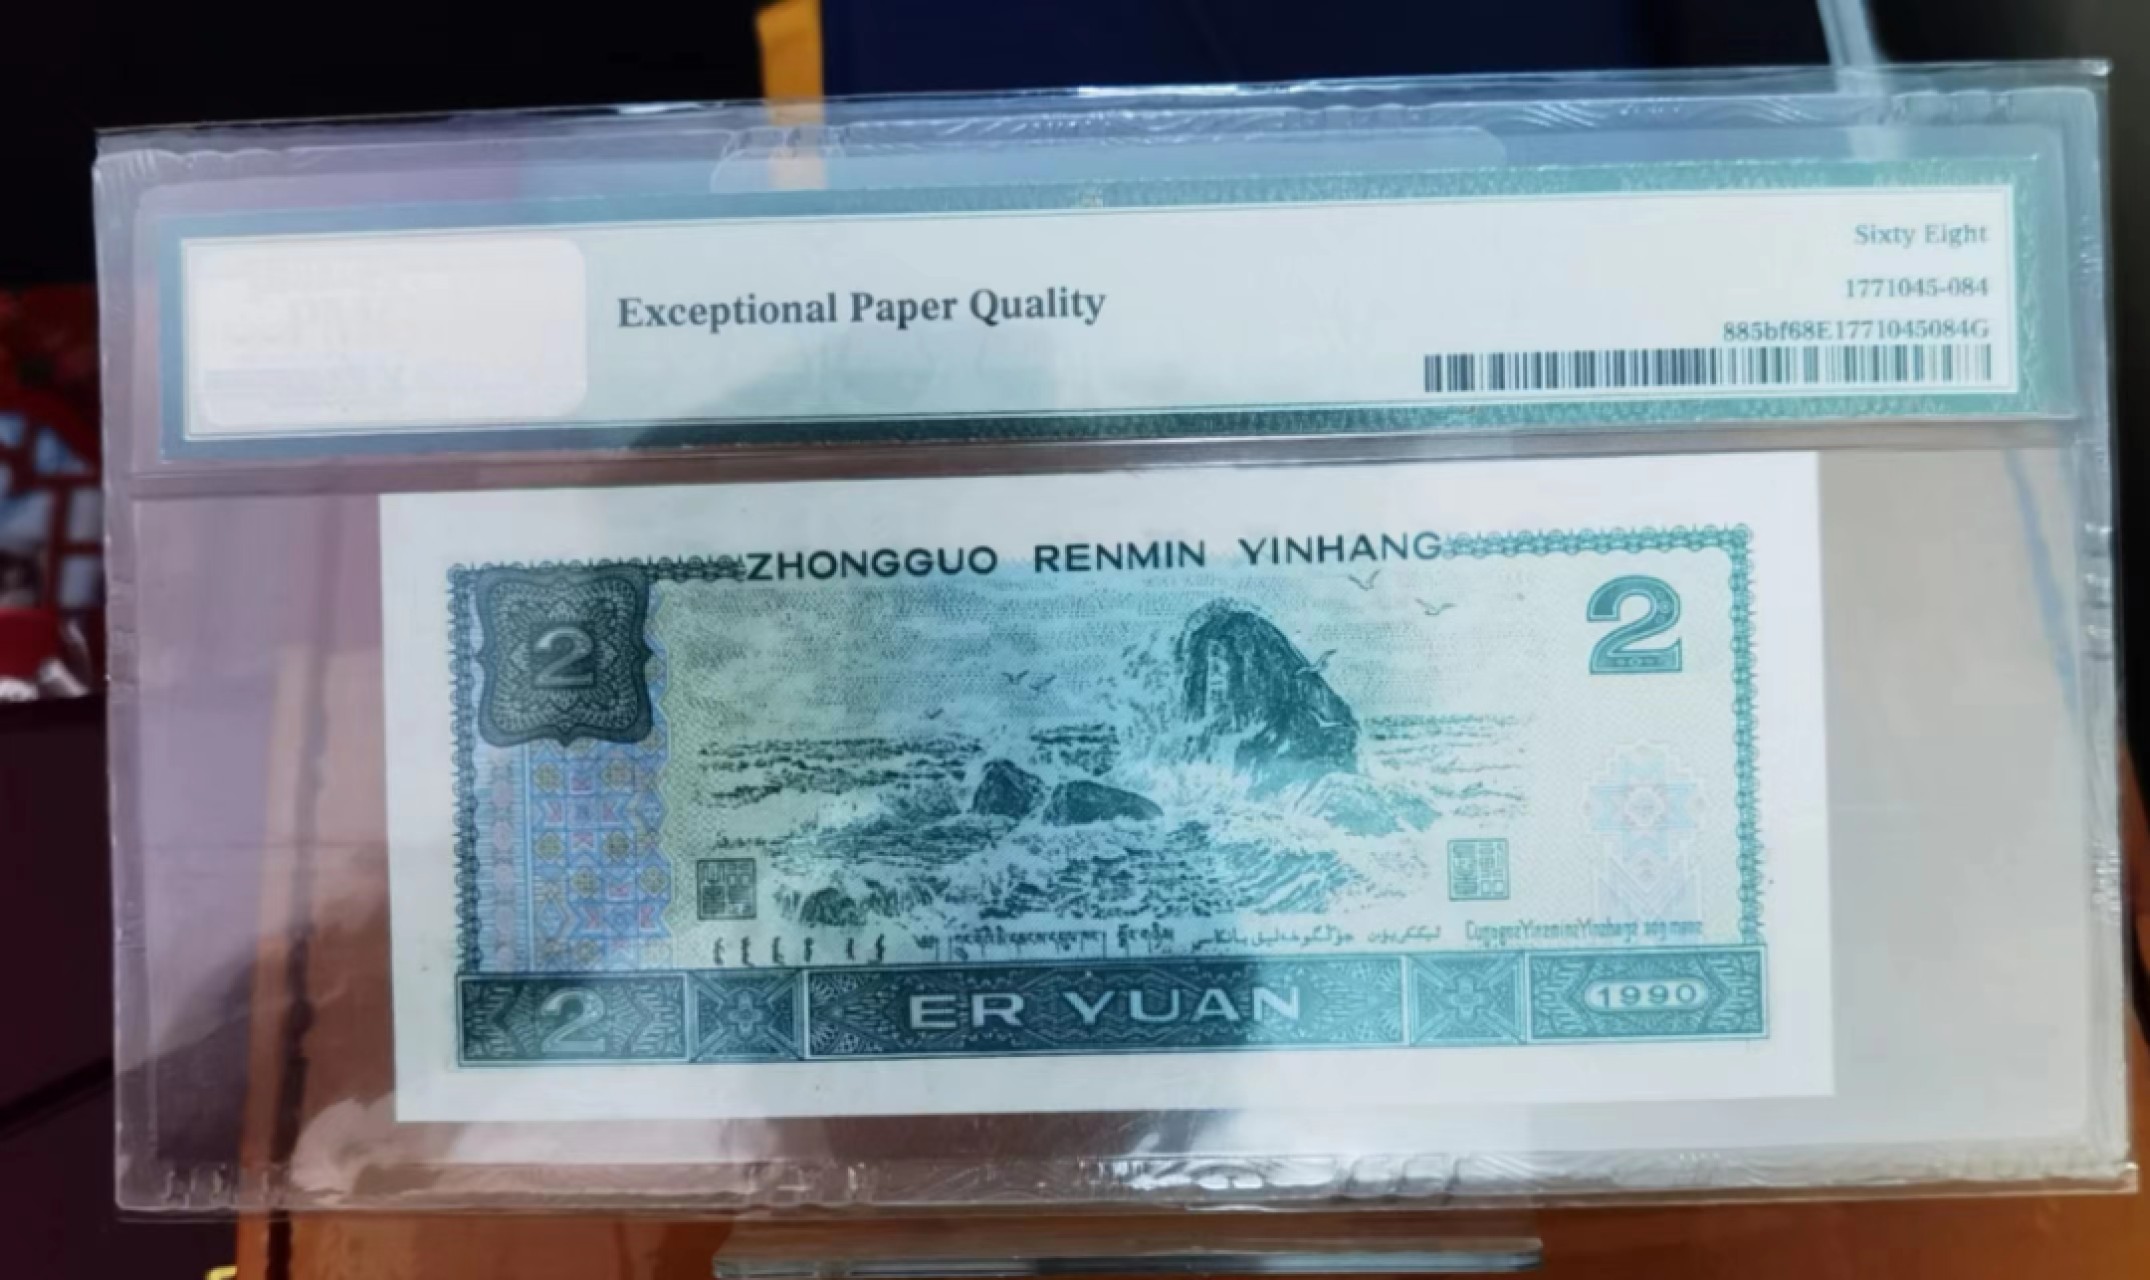 Sixty Eight
Exceptional Paper Quality
1771045-084
885bf68E1771045084G
ZHONGGUO RENMIN YINHANG
2
2
2
ER YUAN
1990